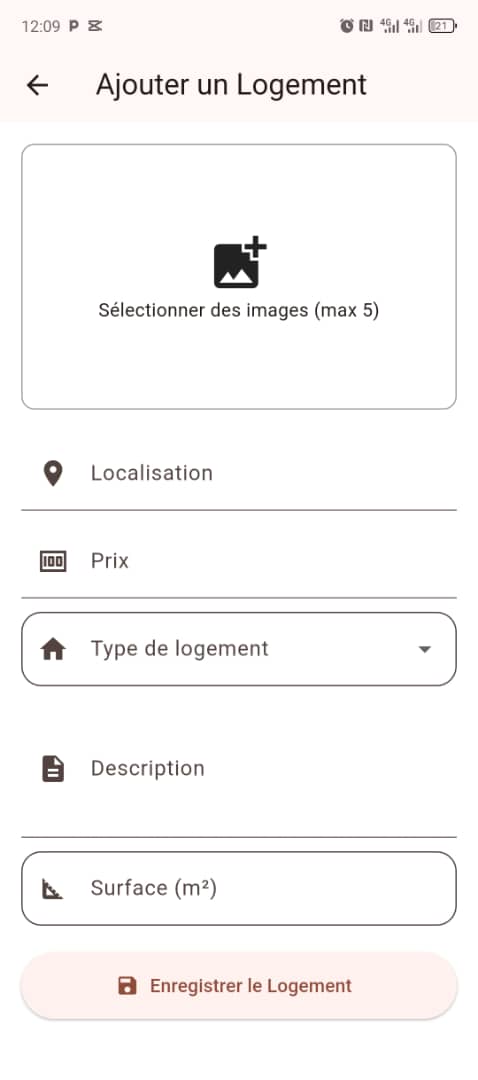 12:09 P 4G 4G 21
Ajouter un Logement
Sélectionner des images (max 5)
Localisation
100 Prix
Type de logement
Description
Surface (m²)
Enregistrer le Logement